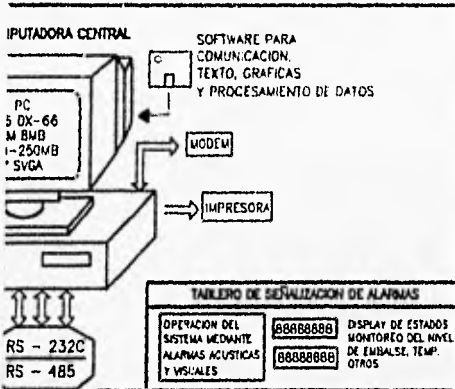 IPUTADORA CENTRAL
SOFTWARE PARA
COMUNICACION,
TEXTO, GRAFICAS
Y PROCESAMIENTO DE DATOS
PC
DX-66
M 8MB
-250MB
SVGA
MODEM
IMPRESORA
RS - 232C
RS - 485
TABLERO DE SEÑALIZACION DE ALARMAS
OPERACION DEL
SISTEMA MEDIANTE
ALARMAS ACUSTICAS
Y VISUALES
88888888
88888888
DISPLAY DE ESTADOS
MONITOREO DEL NIVEL
DE EMBALSE, TEMP.
OTROS